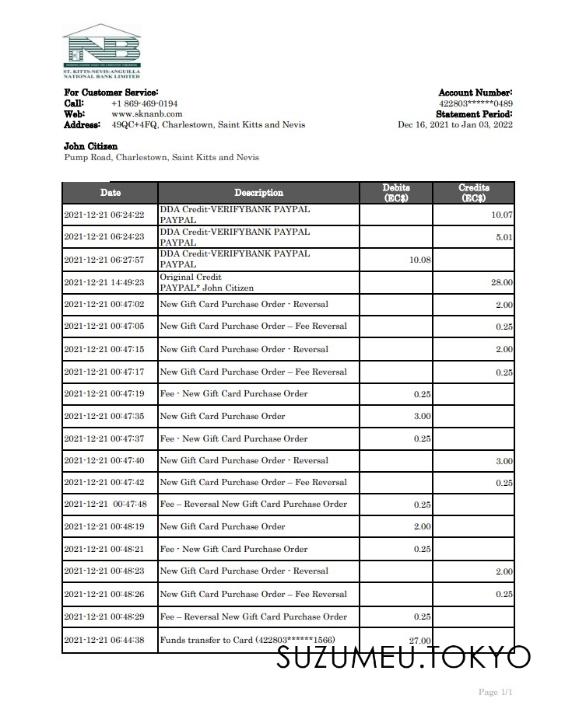 NB
ST. KITTS-NEVIS-ANGUILLA
NATIONAL BANK LIMITED
For Customer Service:
Call: +1 869-469-0194
Web: www.sknanb.com
Address: 49QC+4FQ, Charlestown, Saint Kitts and Nevis
Account Number:
422803******0489
Statement Period:
Dec 16, 2021 to Jan 03, 2022
John Citizen
Pump Road, Charlestown, Saint Kitts and Nevis
Date Description Debits (EC$) Credits (EC$)
2021-12-21 06:24:22 DDA Credit-VERIFYBANK PAYPAL PAYPAL 10.07
2021-12-21 06:24:23 DDA Credit-VERIFYBANK PAYPAL PAYPAL 5.01
2021-12-21 06:27:57 DDA Credit-VERIFYBANK PAYPAL PAYPAL 10.08
2021-12-21 14:49:23 Original Credit PAYPAL* John Citizen 28.00
2021-12-21 00:47:02 New Gift Card Purchase Order - Reversal 2.00
2021-12-21 00:47:05 New Gift Card Purchase Order – Fee Reversal 0.25
2021-12-21 00:47:15 New Gift Card Purchase Order - Reversal 2.00
2021-12-21 00:47:17 New Gift Card Purchase Order – Fee Reversal 0.25
2021-12-21 00:47:19 Fee - New Gift Card Purchase Order 0.25
2021-12-21 00:47:35 New Gift Card Purchase Order 3.00
2021-12-21 00:47:37 Fee - New Gift Card Purchase Order 0.25
2021-12-21 00:47:40 New Gift Card Purchase Order - Reversal 3.00
2021-12-21 00:47:42 New Gift Card Purchase Order – Fee Reversal 0.25
2021-12-21 00:47:48 Fee – Reversal New Gift Card Purchase Order 0.25
2021-12-21 00:48:19 New Gift Card Purchase Order 2.00
2021-12-21 00:48:21 Fee - New Gift Card Purchase Order 0.25
2021-12-21 00:48:23 New Gift Card Purchase Order - Reversal 2.00
2021-12-21 00:48:26 New Gift Card Purchase Order – Fee Reversal 0.25
2021-12-21 00:48:29 Fee – Reversal New Gift Card Purchase Order 0.25
2021-12-21 06:44:38 Funds transfer to Card (422803******1566) 27.00
SUZUMEU.TOKYO
Page 1/1